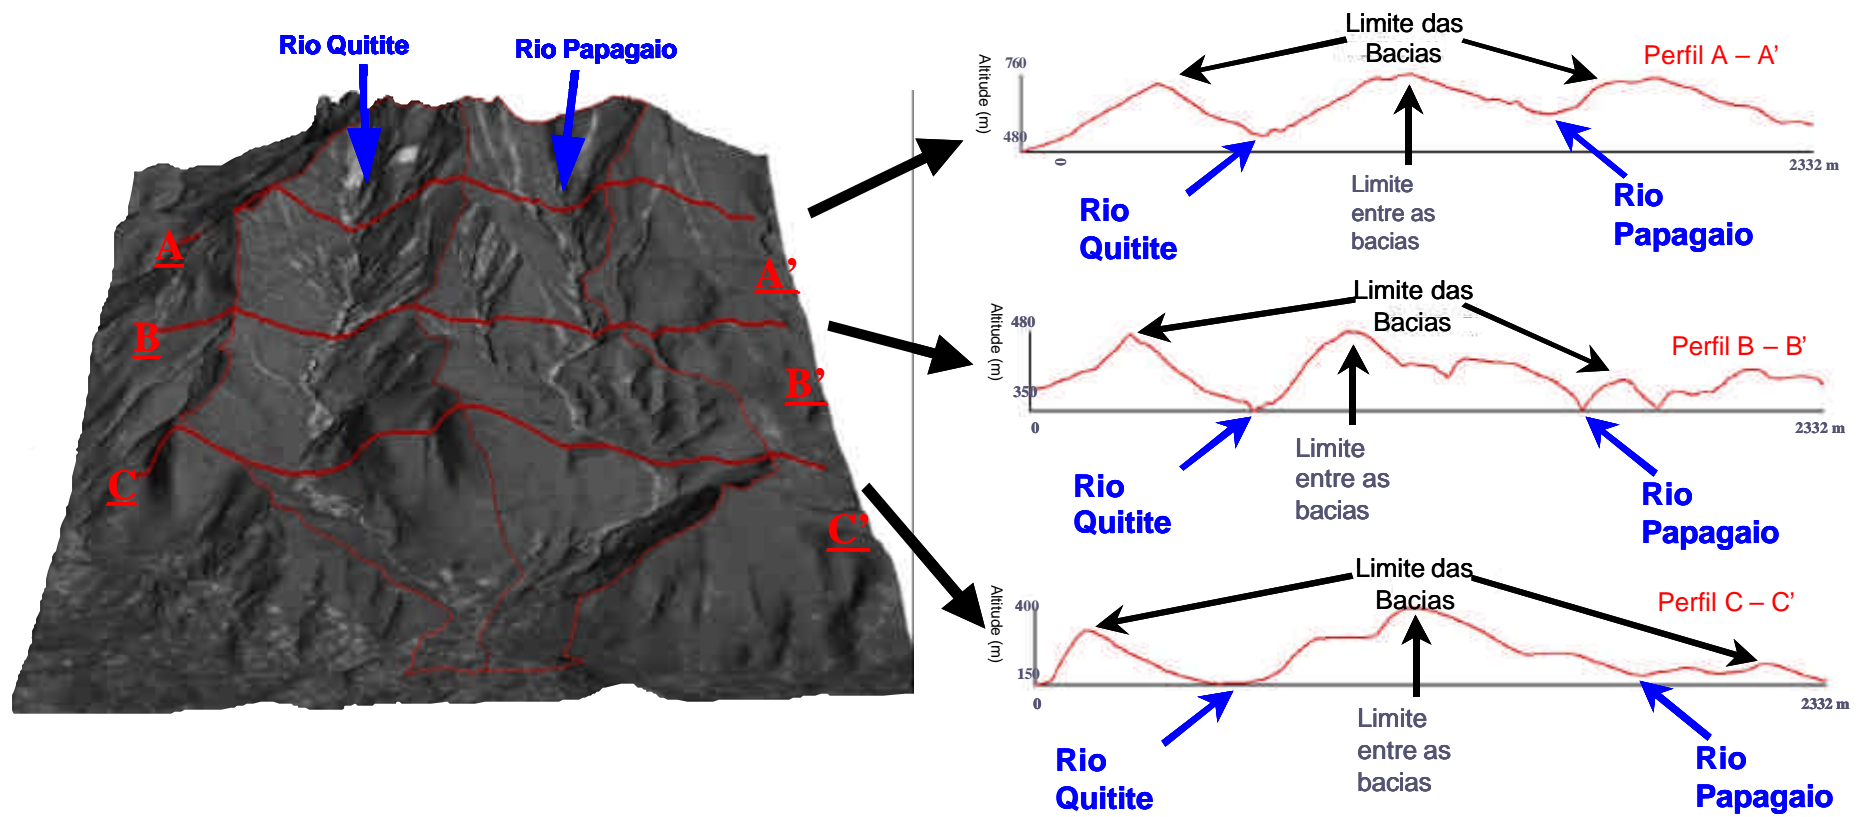 Rio Quitite
Rio Papagaio
A
A’
B
B’
C
C’
Limite das
Bacias
Perfil A – A’
Altitude (m)
760
480
0
2332 m
Rio
Quitite
Limite
entre as
bacias
Rio
Papagaio
Limite das
Bacias
Perfil B – B’
Altitude (m)
480
350
0
2332 m
Rio
Quitite
Limite
entre as
bacias
Rio
Papagaio
Limite das
Bacias
Perfil C – C’
Altitude (m)
400
150
0
2332 m
Rio
Quitite
Limite
entre as
bacias
Rio
Papagaio